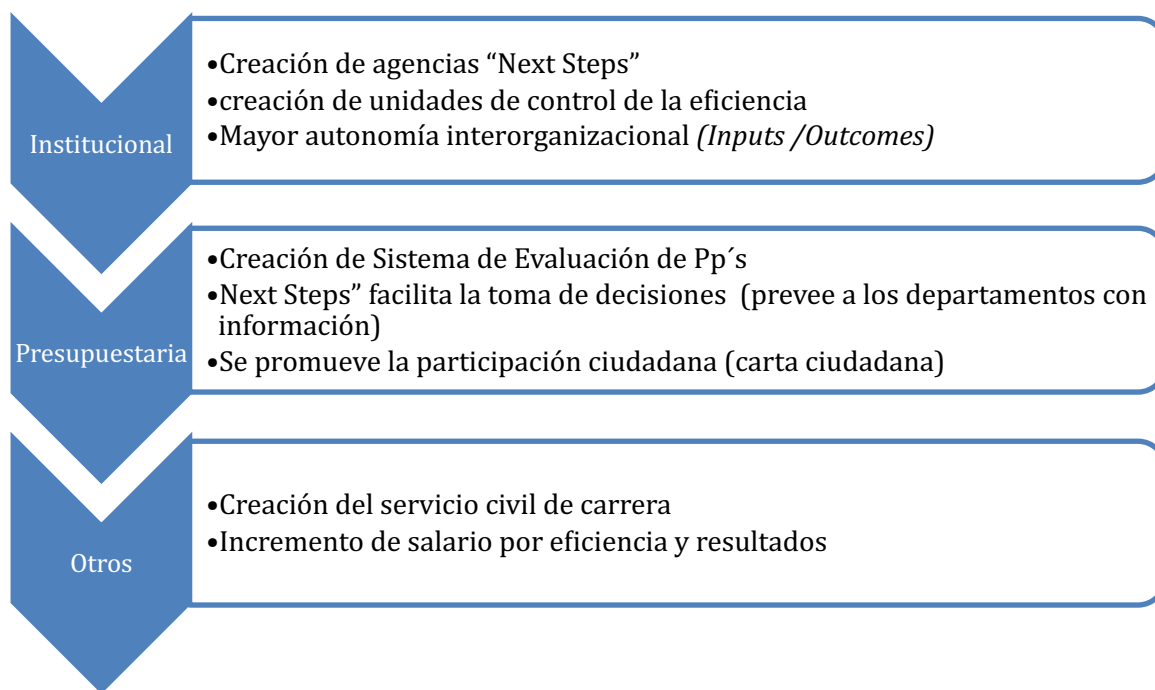 Institucional
•Creación de agencias “Next Steps”
•creación de unidades de control de la eficiencia
•Mayor autonomía interorganizacional (Inputs /Outcomes)
Presupuestaria
•Creación de Sistema de Evaluación de Pp´s
•Next Steps” facilita la toma de decisiones (prevee a los departamentos con
información)
•Se promueve la participación ciudadana (carta ciudadana)
Otros
•Creación del servicio civil de carrera
•Incremento de salario por eficiencia y resultados